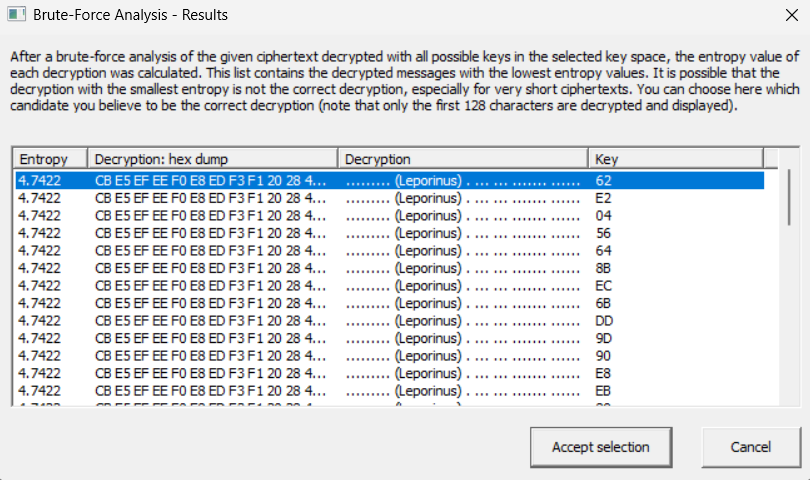 Brute-Force Analysis - Results
After a brute-force analysis of the given ciphertext decrypted with all possible keys in the selected key space, the entropy value of
each decryption was calculated. This list contains the decrypted messages with the lowest entropy values. It is possible that the
decryption with the smallest entropy is not the correct decryption, especially for very short ciphertexts. You can choose here which
candidate you believe to be the correct decryption (note that only the first 128 characters are decrypted and displayed).
Entropy Decryption: hex dump Decryption Key
4.7422 CB E5 EF EE F0 E8 ED F3 F1 20 28 4... ......... (Leporinus) . .... ... ....... ...... 62
4.7422 CB E5 EF EE F0 E8 ED F3 F1 20 28 4... ......... (Leporinus) . .... ... ....... ...... E2
4.7422 CB E5 EF EE F0 E8 ED F3 F1 20 28 4... ......... (Leporinus) . .... ... ....... ...... 04
4.7422 CB E5 EF EE F0 E8 ED F3 F1 20 28 4... ......... (Leporinus) . .... ... ....... ...... 56
4.7422 CB E5 EF EE F0 E8 ED F3 F1 20 28 4... ......... (Leporinus) . .... ... ....... ...... 64
4.7422 CB E5 EF EE F0 E8 ED F3 F1 20 28 4... ......... (Leporinus) . .... ... ....... ...... 8B
4.7422 CB E5 EF EE F0 E8 ED F3 F1 20 28 4... ......... (Leporinus) . .... ... ....... ...... EC
4.7422 CB E5 EF EE F0 E8 ED F3 F1 20 28 4... ......... (Leporinus) . .... ... ....... ...... 6B
4.7422 CB E5 EF EE F0 E8 ED F3 F1 20 28 4... ......... (Leporinus) . .... ... ....... ...... DD
4.7422 CB E5 EF EE F0 E8 ED F3 F1 20 28 4... ......... (Leporinus) . .... ... ....... ...... 9D
4.7422 CB E5 EF EE F0 E8 ED F3 F1 20 28 4... ......... (Leporinus) . .... ... ....... ...... 90
4.7422 CB E5 EF EE F0 E8 ED F3 F1 20 28 4... ......... (Leporinus) . .... ... ....... ...... E8
4.7422 CB E5 EF EE F0 E8 ED F3 F1 20 28 4... ......... (Leporinus) . .... ... ....... ...... EB
Accept selection Cancel